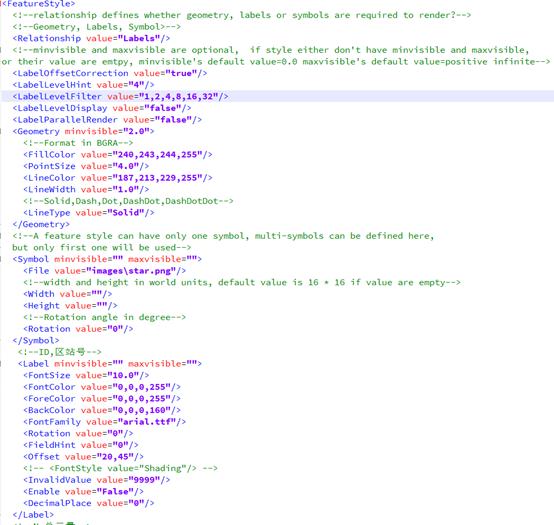 <FeatureStyle>
<!--relationship defines whether geometry, labels or symbols are required to render?-->
<!--Geometry, Labels, Symbol>-->
<Relationship value="Labels"/>
<!--minvisible and maxvisible are optional,  if style either don't have minvisible and maxvisible,
or their value are emtpy, minvisible's default value=0.0 maxvisible's default value=positive infinite-->
<LabelOffsetCorrection value="true"/>
<LabelLevelHint value="4"/>
<LabelLevelFilter value="1,2,4,8,16,32"/>
<LabelLevelDisplay value="false"/>
<LabelParallelRender value="false"/>
<Geometry minvisible="2.0">
<!--Format in BGRA-->
<FillColor value="240,243,244,255"/>
<PointSize value="4.0"/>
<LineColor value="187,213,229,255"/>
<LineWidth value="1.0"/>
<!--Solid,Dash,Dot,DashDot,DashDotDot-->
<LineType value="Solid"/>
</Geometry>
<!--A feature style can have only one symbol, multi-symbols can be defined here,
but only first one will be used-->
<Symbol minvisible="" maxvisible="">
<File value="images\star.png"/>
<!--width and height in world units, default value is 16 * 16 if value are empty-->
<Width value=""/>
<Height value=""/>
<!--Rotation angle in degree-->
<Rotation value="0"/>
</Symbol>
<!--ID,区站号-->
<Label minvisible="" maxvisible="">
<FontSize value="10.0"/>
<FontColor value="0,0,0,255"/>
<ForeColor value="0,0,0,255"/>
<BackColor value="0,0,0,160"/>
<FontFamily value="arial.ttf"/>
<Rotation value="0"/>
<FieldHint value="0"/>
<Offset value="20,45"/>
<!-- <FontStyle value="Shading"/> -->
<InvalidValue value="9999"/>
<Enable value="False"/>
<DecimalPlace value="0"/>
</Label>